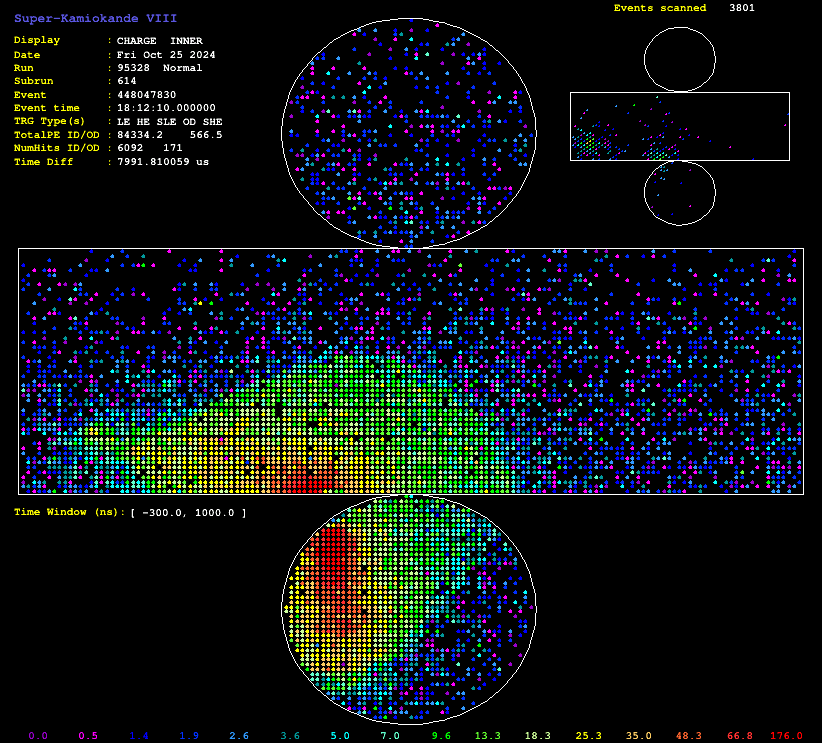 Events scanned 3801
Super-Kamiokande VIII
Display : CHARGE INNER
Date : Fri Oct 25 2024
Run : 95328 Normal
Subrun : 614
Event : 448047830
Event time : 18:12:10.000000
TRG Type(s) : LE HE SLE OD SHE
TotalPE ID/OD : 84334.2 566.5
NumHits ID/OD : 6092 171
Time Diff : 7991.810059 us
Time Window (ns): [ -300.0, 1000.0 ]
0.0 0.5 1.4 1.9 2.6 3.6 5.0 7.0 9.6 13.3 18.3 25.3 35.0 48.3 66.8 176.0